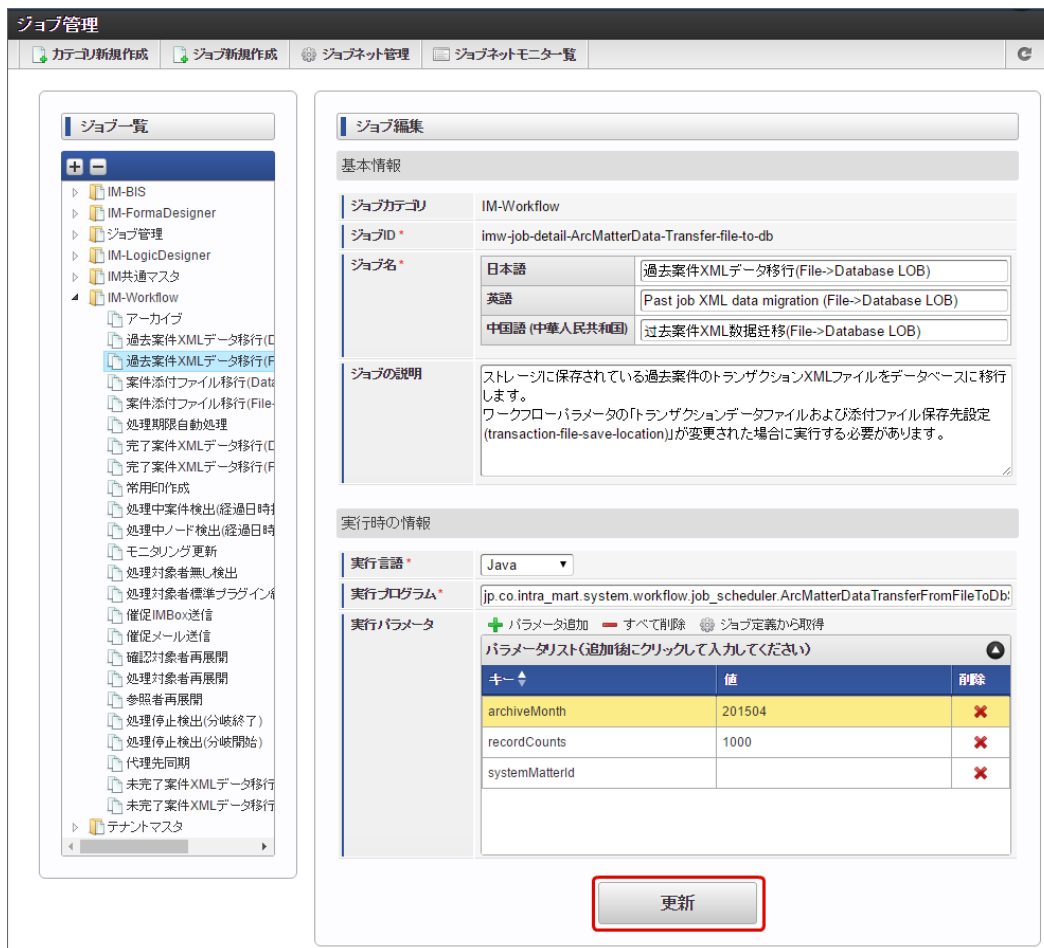 ジョブ管理
カテゴリ新規作成 ジョブ新規作成 ジョブネット管理 ジョブネットモニター覧
ジョブ一覧
IM-BIS
IM-FormaDesigner
ジョブ管理
IM-LogicDesigner
IM共通マスタ
IM-Workflow
アーカイブ
過去案件XMLデータ移行(D
過去案件XMLデータ移行(F
案件添付ファイル移行(Data
案件添付ファイル移行(File-
処理期限自動処理
完了案件XMLデータ移行(D
完了案件XMLデータ移行(F
常用印作成
処理中案件検出(経過日時
処理中ノード検出(経過日時
モニタリング更新
処理対象者無し検出
処理対象者標準プラグイン
催促IMBox送信
催促メール送信
確認対象者再展開
処理対象者再展開
参照者再展開
処理停止検出(分岐終了)
処理停止検出(分岐開始)
代理先同期
未完了案件XMLデータ移行
未完了案件XMLデータ移行
テナントマスタ
ジョブ編集
基本情報
ジョブカテゴリ IM-Workflow
ジョブID* imw-job-detail-ArcMatterData-Transfer-file-to-db
ジョブ名*
日本語 過去案件XMLデータ移行(File->Database LOB)
英語 Past job XML data migration (File->Database LOB)
中国語 (中華人民共和国) 过去案件XML数据迁移(File->Database LOB)
ジョブの説明
ストレージに保存されている過去案件のトランザクションXMLファイルをデータベースに移行
します。
ワークフローパラメータの「トランザクションデータファイルおよび添付ファイル保存先設定
(transaction-file-save-location)」が変更された場合に実行する必要があります。
実行時の情報
実行言語* Java
実行プログラム* jp.co.intra_mart.system.workflow.job_scheduler.ArcMatterDataTransferFromFileToDb
実行パラメータ パラメータ追加 すべて削除 ジョブ定義から取得
パラメータリスト(追加後にクリックして入力してください)
キー 値 削除
archiveMonth 201504
recordCounts 1000
systemMatterId
更新